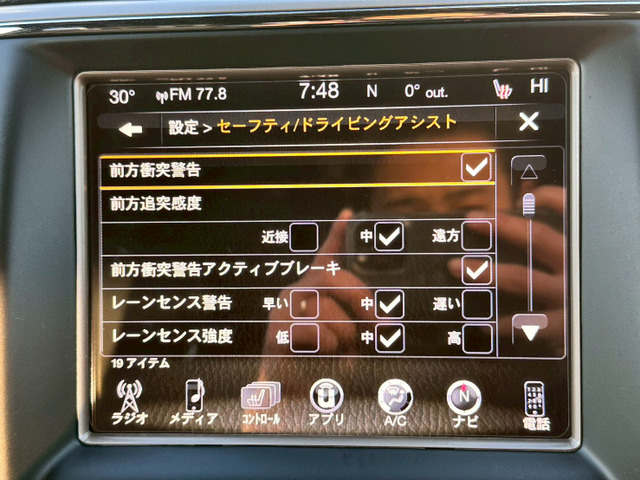 30° FM 77.8 7:48 N 0° out. HI
設定 > セーフティ/ドライビングアシスト
前方衝突警告
前方追突感度
近接 中 遠方
前方衝突警告アクティブブレーキ
レーンセンス警告 早い 中 遅い
レーンセンス強度 低 中 高
19 アイテム
ラジオ メディア コントロール アプリ A/C ナビ 電話